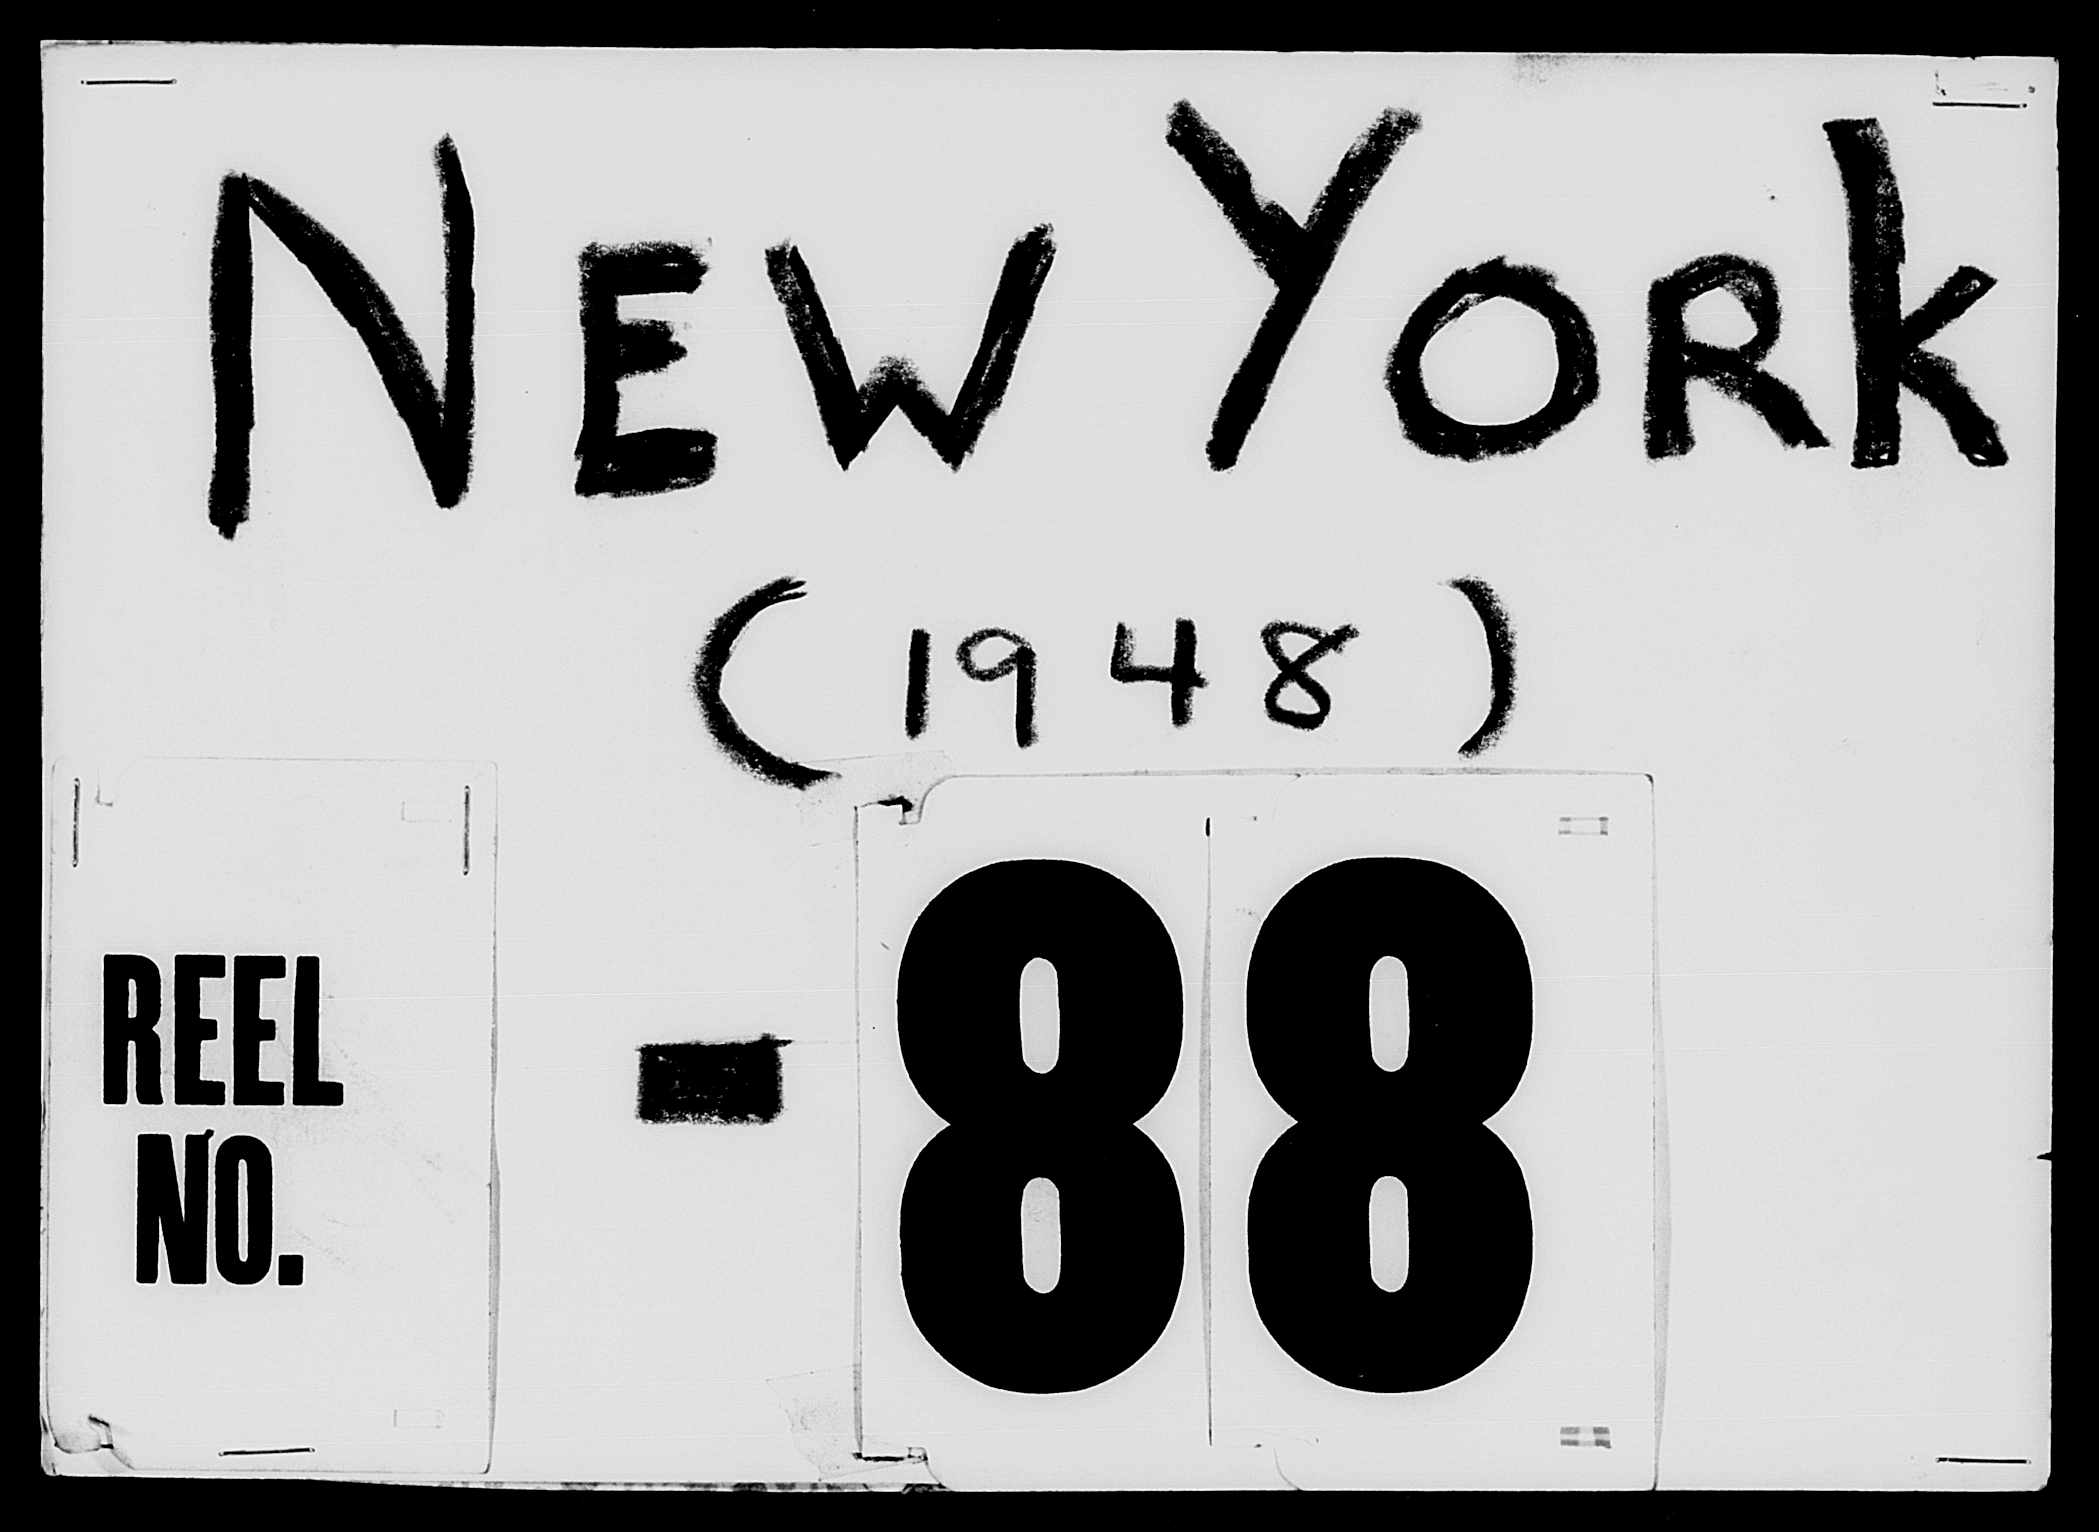 NEW YORK
(1948)
REEL
NO. - 88